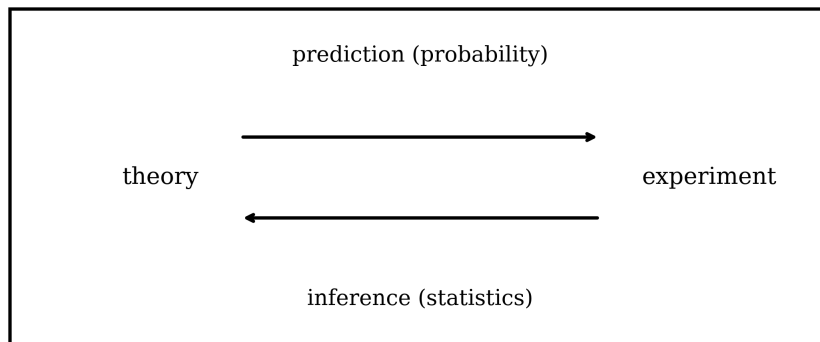 prediction (probability)
theory
experiment
inference (statistics)